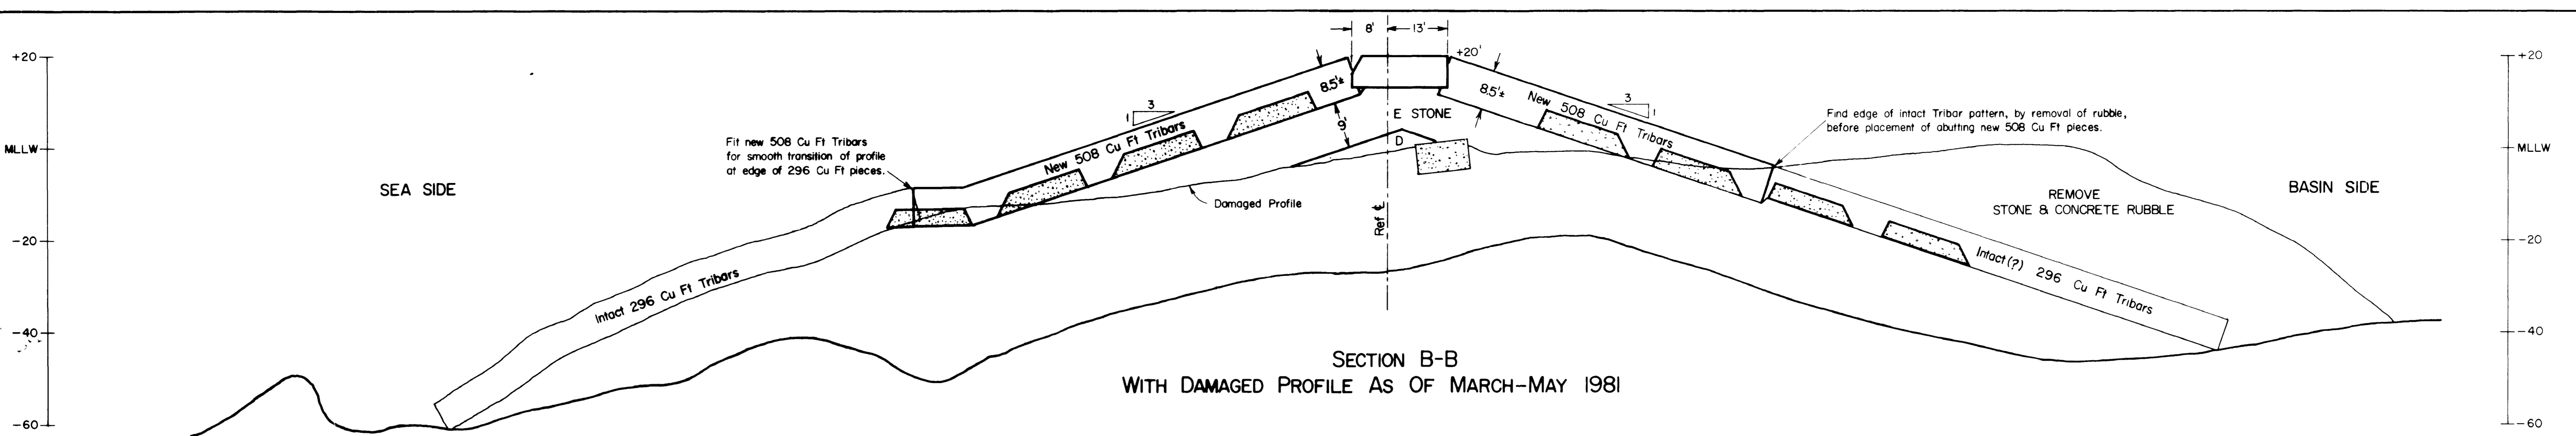 8' 13'
+20 +20' +20
8.5'± 8.5'±
3
1
3
1
New 508 Cu Ft Tribars
New 508 Cu Ft Tribars
E STONE
9'
D
Find edge of intact Tribar pattern, by removal of rubble,
before placement of abutting new 508 Cu Ft pieces.
Fit new 508 Cu Ft Tribars
for smooth transition of profile
at edge of 296 Cu Ft pieces.
MLLW MLLW
SEA SIDE
BASIN SIDE
REMOVE
STONE & CONCRETE RUBBLE
Damaged Profile
Ref ℄
-20 -20
Intact 296 Cu Ft Tribars
Intact(?) 296 Cu Ft Tribars
-40 -40
SECTION B-B
WITH DAMAGED PROFILE AS OF MARCH-MAY 1981
-60 -60